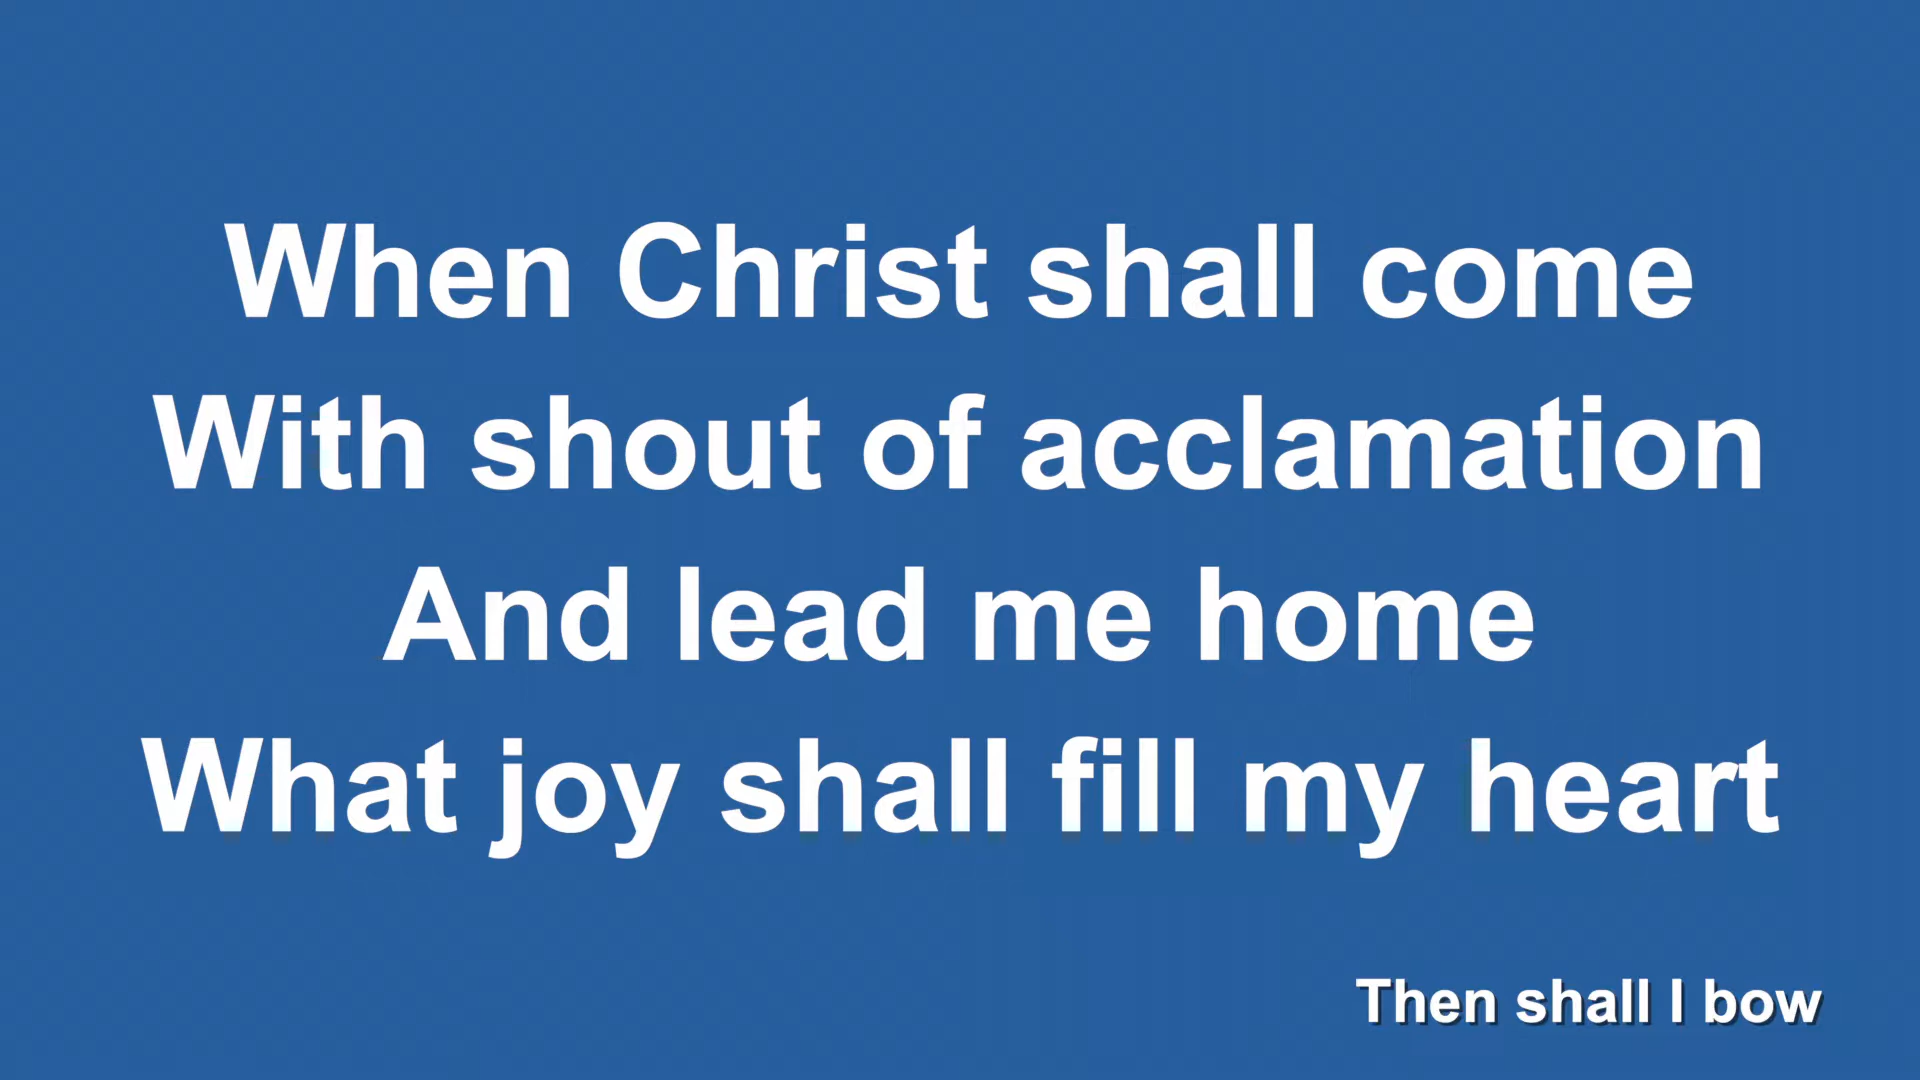 When Christ shall come
With shout of acclamation
And lead me home
What joy shall fill my heart
Then shall I bow